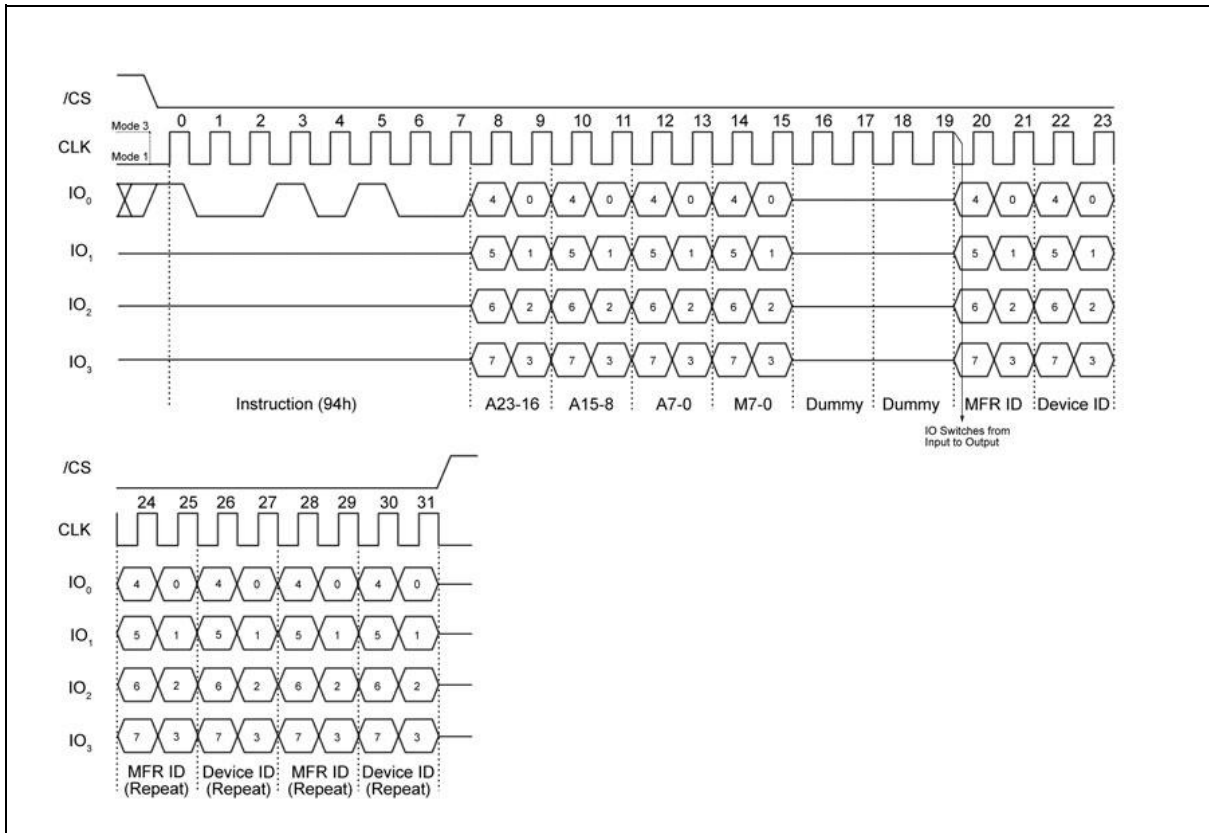 /CS
Mode 3
0 1 2 3 4 5 6 7 8 9 10 11 12 13 14 15 16 17 18 19 20 21 22 23
CLK
Mode 1
IO0 4 0 4 0 4 0 4 0 4 0 4 0
IO1 5 1 5 1 5 1 5 1 5 1 5 1
IO2 6 2 6 2 6 2 6 2 6 2 6 2
IO3 7 3 7 3 7 3 7 3 7 3 7 3
Instruction (94h) A23-16 A15-8 A7-0 M7-0 Dummy Dummy MFR ID Device ID
IO Switches from
Input to Output
/CS
24 25 26 27 28 29 30 31
CLK
IO0 4 0 4 0 4 0 4 0
IO1 5 1 5 1 5 1 5 1
IO2 6 2 6 2 6 2 6 2
IO3 7 3 7 3 7 3 7 3
MFR ID Device ID MFR ID Device ID
(Repeat) (Repeat) (Repeat) (Repeat)